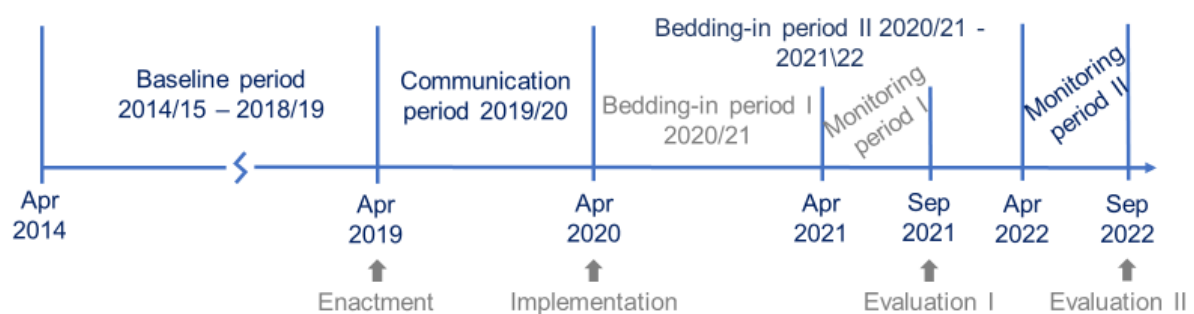 Baseline period
2014/15 – 2018/19
Communication
period 2019/20
Bedding-in period II 2020/21 -
2021\22
Bedding-in period I
2020/21
Monitoring
period I
Monitoring
period II
Apr
2014
Apr
2019
Apr
2020
Apr
2021
Sep
2021
Apr
2022
Sep
2022
Enactment
Implementation
Evaluation I
Evaluation II